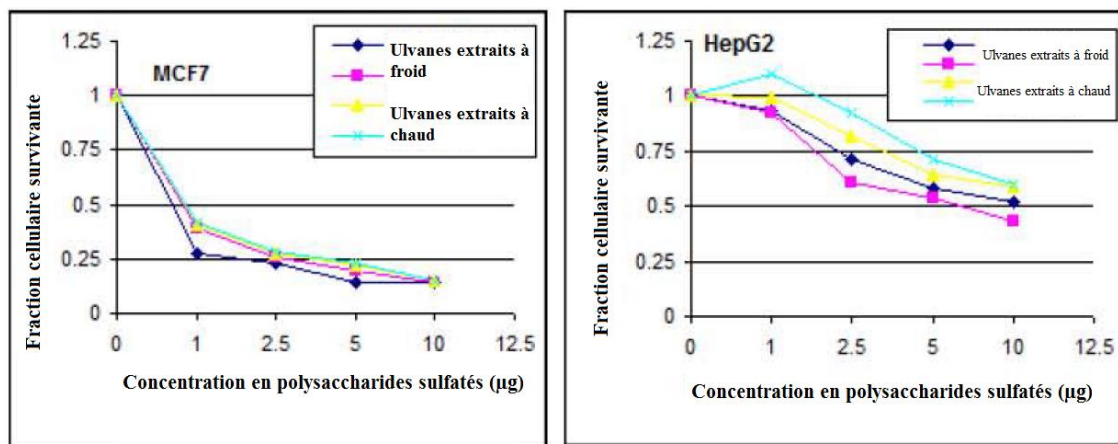 MCF7
Ulvanes extraits à
froid
Ulvanes extraits à
chaud
1.25
1
0.75
0.5
0.25
0
0 1 2.5 5 10 12.5
Fraction cellulaire survivante
Concentration en polysaccharides sulfatés (µg)
HepG2
Ulvanes extraits à froid
Ulvanes extraits à chaud
1.25
1
0.75
0.5
0.25
0
0 1 2.5 5 10 12.5
Fraction cellulaire survivante
Concentration en polysaccharides sulfatés (µg)